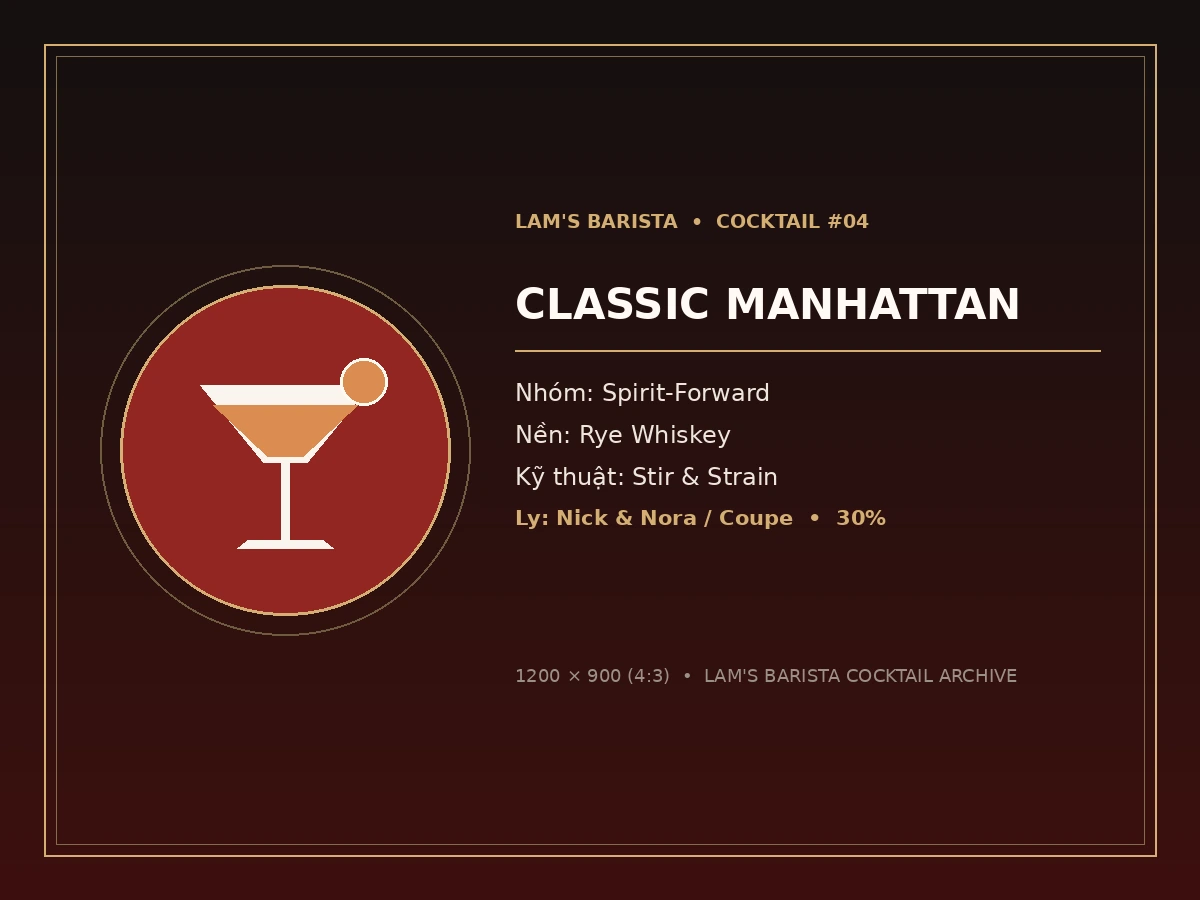 LAM'S BARISTA • COCKTAIL #04
CLASSIC MANHATTAN
Nhóm: Spirit-Forward
Nền: Rye Whiskey
Kỹ thuật: Stir & Strain
Ly: Nick & Nora / Coupe • 30%
1200 × 900 (4:3) • LAM'S BARISTA COCKTAIL ARCHIVE